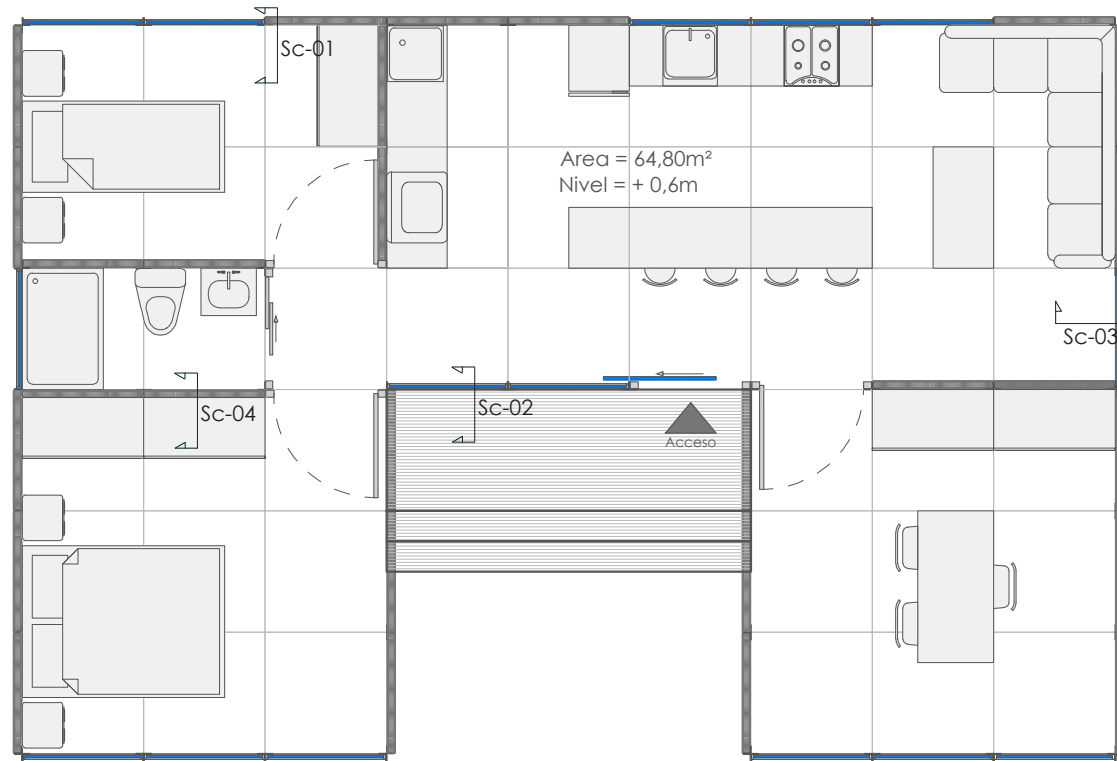 Sc-01
Area = 64,80m²
Nivel = + 0,6m
Sc-03
Sc-04
Sc-02
Acceso